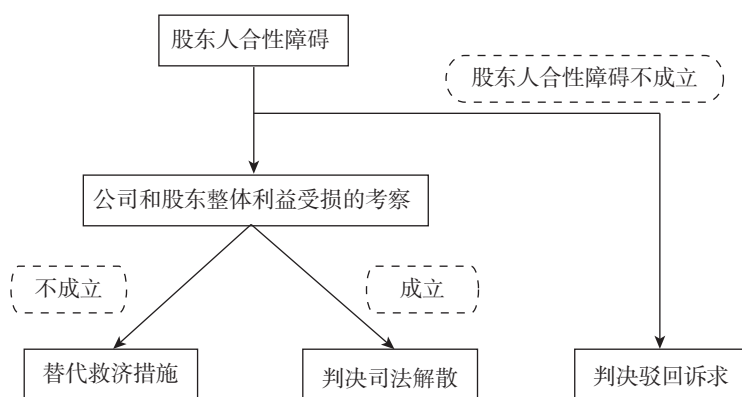 股东人合性障碍
股东人合性障碍不成立
公司和股东整体利益受损的考察
不成立
成立
替代救济措施
判决司法解散
判决驳回诉求